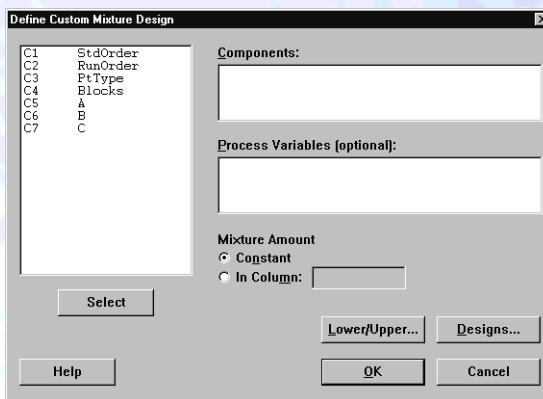 Define Custom Mixture Design
C1 StdOrder
C2 RunOrder
C3 PtType
C4 Blocks
C5 A
C6 B
C7 C
Select
Help
Components:
Process Variables (optional):
Mixture Amount
Constant
In Column:
Lower/Upper...
Designs...
OK
Cancel